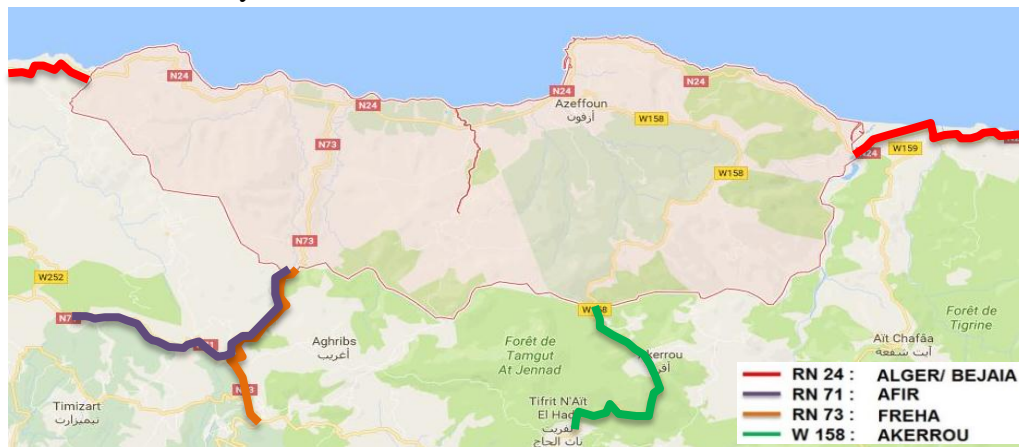 N24
N24
Azeffoun
أزفون
W158
N24
N24
N73
W159
W158
N24
N73
W252
W158
Forêt de
Tigrine
Aghribs
أغريب
Forêt de
Tamgut
At Jennad
Akerrou
Aït Chafâa
آيت شفعة
N73
Timizart
تيميزارت
Tifrit N'Aït
El Hadj
RN 24 : ALGER/ BEJAIA
RN 71 : AFIR
RN 73 : FREHA
W 158 : AKERROU